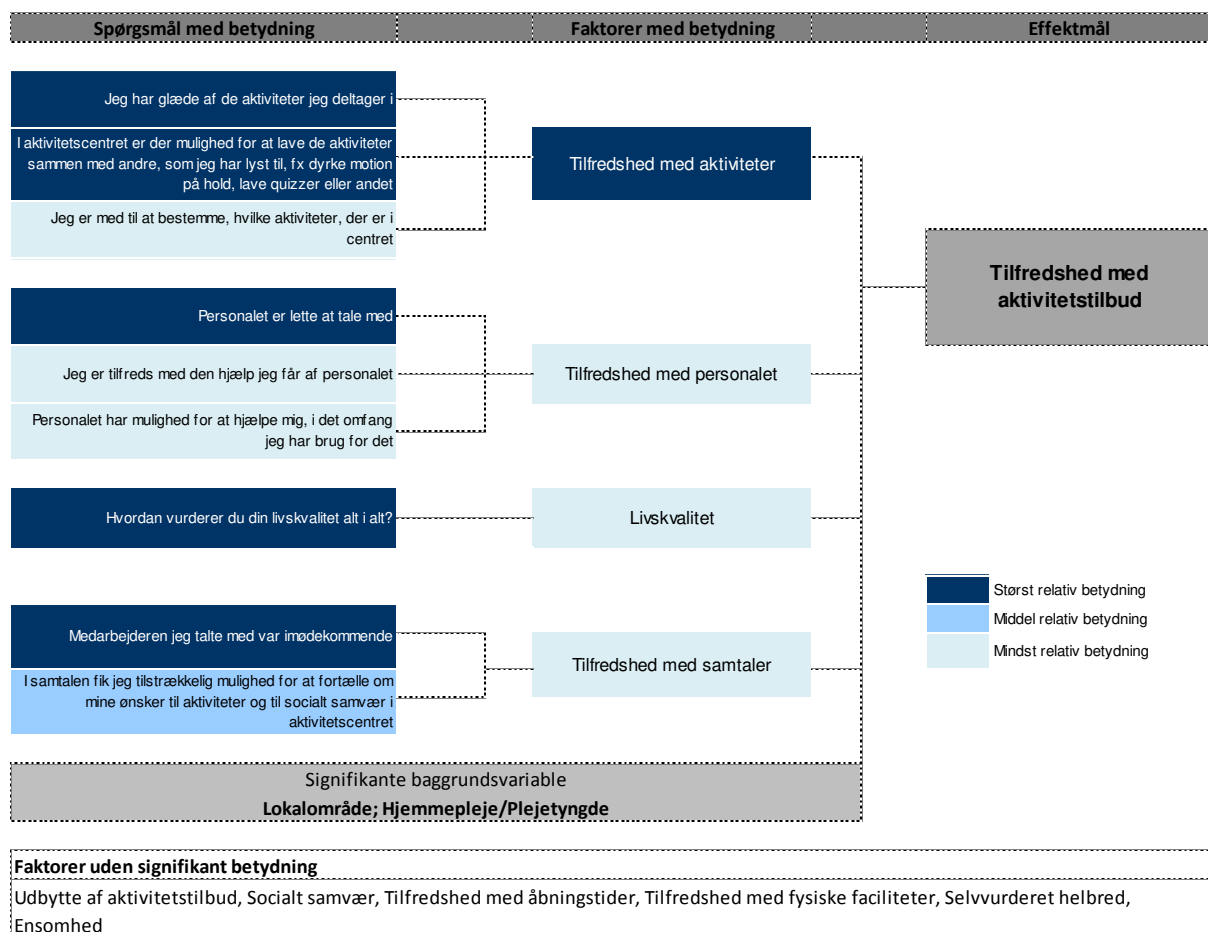 Spørgsmål med betydning
Faktorer med betydning
Effektmål
Jeg har glæde af de aktiviteter jeg deltager i
I aktivitetscentret er der mulighed for at lave de aktiviteter
sammen med andre, som jeg har lyst til, fx dyrke motion
på hold, lave quizzer eller andet
Jeg er med til at bestemme, hvilke aktiviteter, der er i
centret
Tilfredshed med aktiviteter
Personalet er lette at tale med
Jeg er tilfreds med den hjælp jeg får af personalet
Personalet har mulighed for at hjælpe mig, i det omfang
jeg har brug for det
Tilfredshed med personalet
Hvordan vurderer du din livskvalitet alt i alt?
Livskvalitet
Medarbejderen jeg talte med var imødekommende
I samtalen fik jeg tilstrækkelig mulighed for at fortælle om
mine ønsker til aktiviteter og til socialt samvær i
aktivitetscentret
Tilfredshed med samtaler
Tilfredshed med
aktivitetstilbud
Størst relativ betydning
Middel relativ betydning
Mindst relativ betydning
Signifikante baggrundsvariable
Lokalområde; Hjemmepleje/Plejetyngde
Faktorer uden signifikant betydning
Udbytte af aktivitetstilbud, Socialt samvær, Tilfredshed med åbningstider, Tilfredshed med fysiske faciliteter, Selvvurderet helbred,
Ensomhed